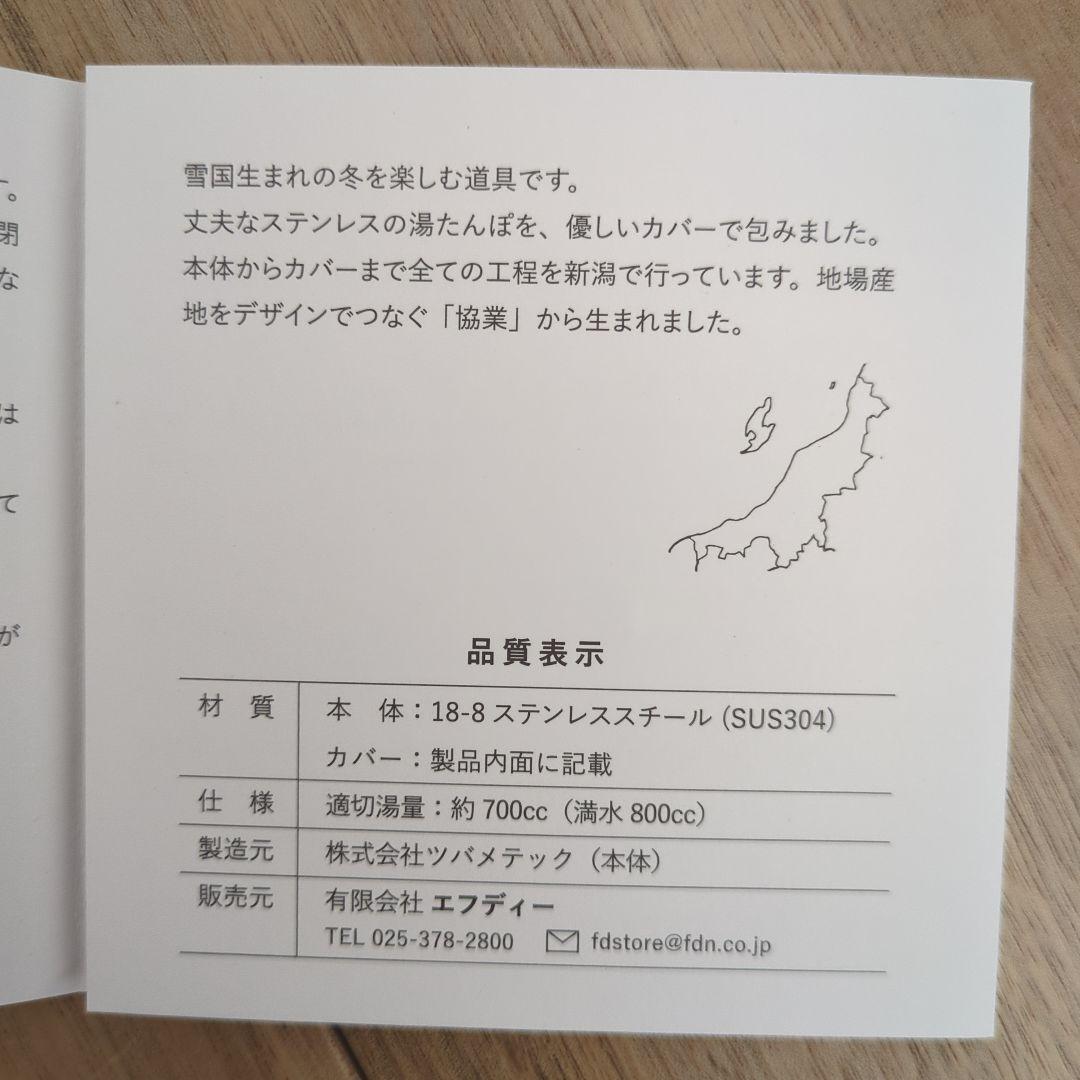 す。
閉
な
は
て
が
雪国生まれの冬を楽しむ道具です。
丈夫なステンレスの湯たんぽを、優しいカバーで包みました。
本体からカバーまで全ての工程を新潟で行っています。地場産
地をデザインでつなぐ「協業」から生まれました。
品質表示
材 質 本 体：18-8 ステンレススチール (SUS304)
カバー：製品内面に記載
仕 様 適切湯量：約 700cc（満水 800cc）
製造元 株式会社ツバメテック（本体）
販売元 有限会社 エフディー
TEL 025-378-2800 fdstore@fdn.co.jp